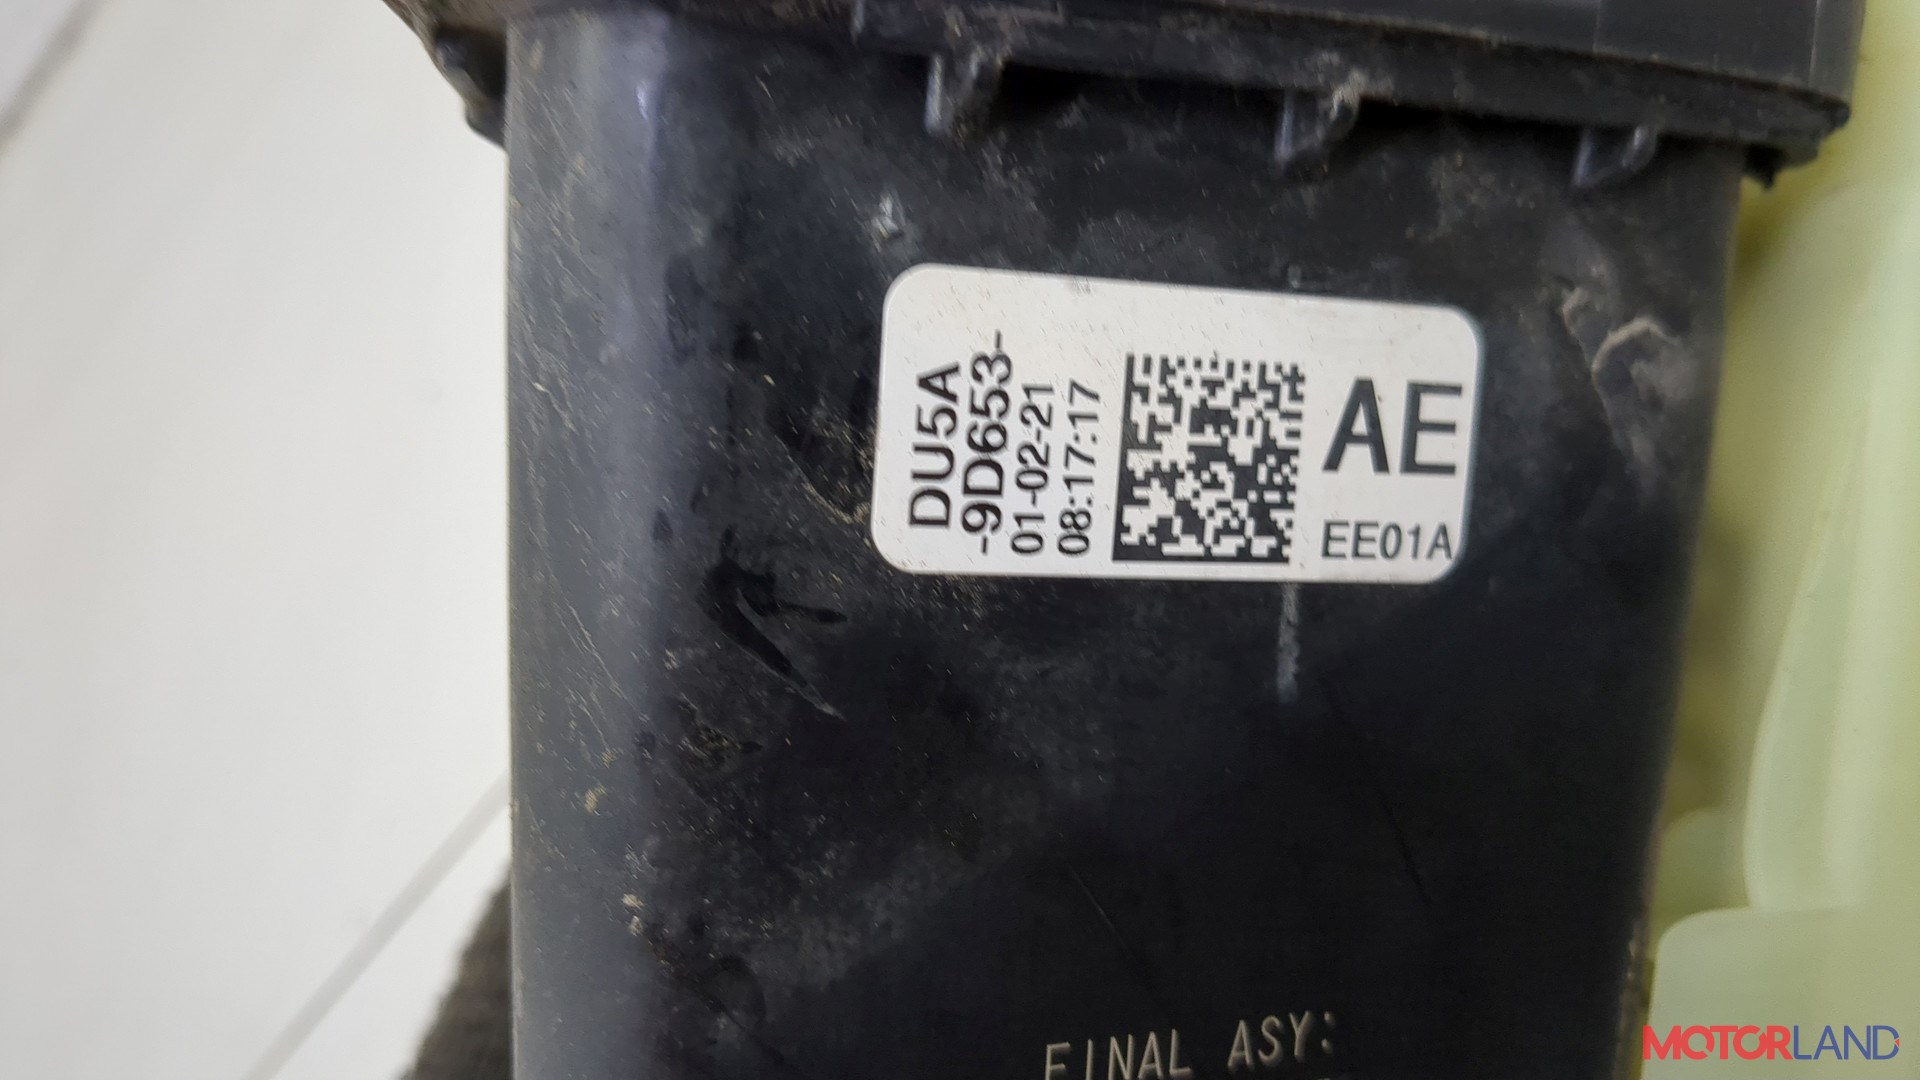 DU5A
-9D653-
01-02-21
08:17:17
AE
EE01A
FINAL ASY:
MOTORLAND